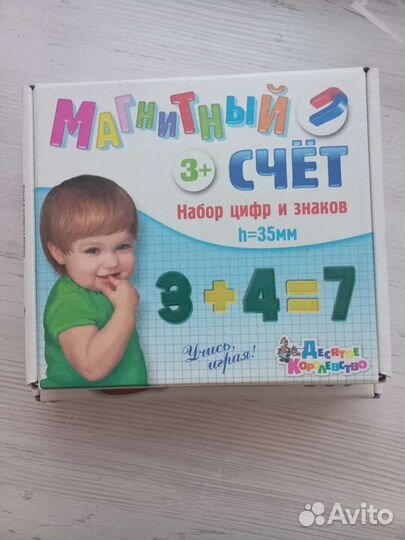 МАГНИТНЫЙ
3+
СЧЁТ
Набор цифр и знаков
h=35мм
3+4=7
Учись,
играя!
ДЕСЯТОЕ
КОРОЛЕВСТВО
Avito